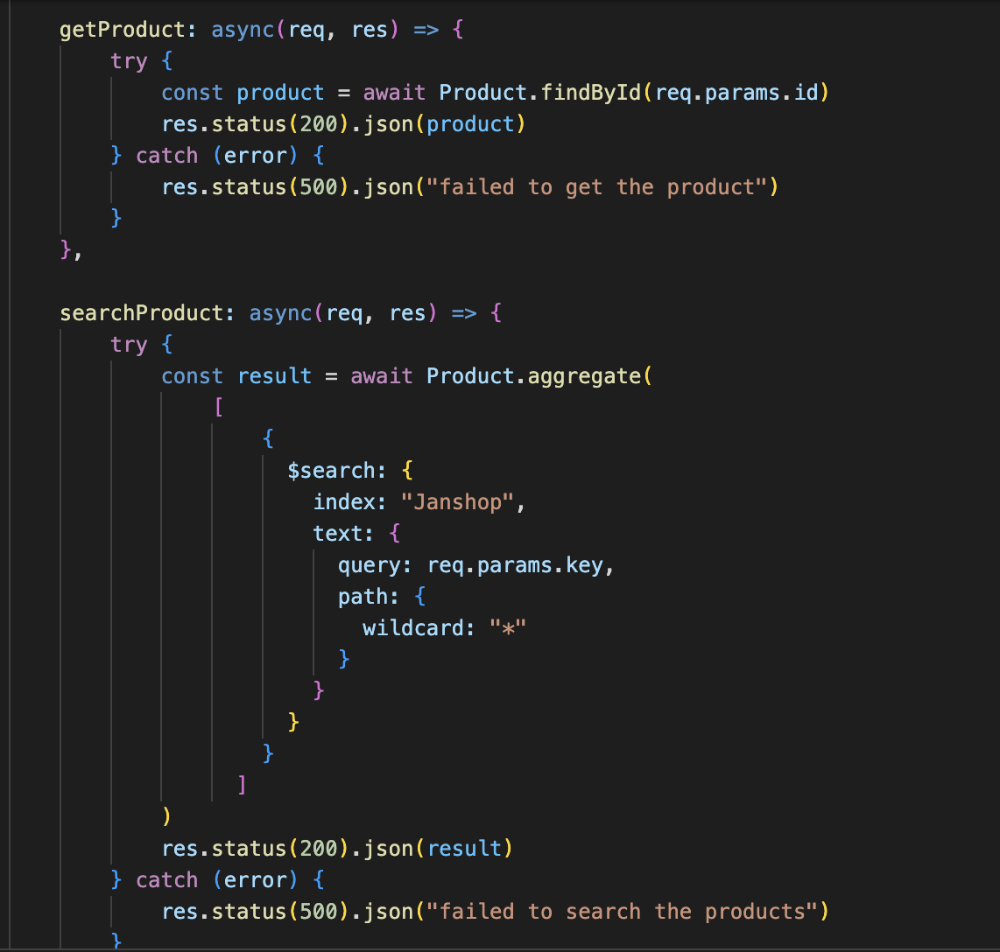 getProduct: async(req, res) => {
    try {
        const product = await Product.findById(req.params.id)
        res.status(200).json(product)
    } catch (error) {
        res.status(500).json("failed to get the product")
    }
},

searchProduct: async(req, res) => {
    try {
        const result = await Product.aggregate(
            [
                {
                  $search: {
                    index: "Janshop",
                    text: {
                      query: req.params.key,
                      path: {
                        wildcard: "*"
                      }
                    }
                  }
                }
              ]
        )
        res.status(200).json(result)
    } catch (error) {
        res.status(500).json("failed to search the products")
    }